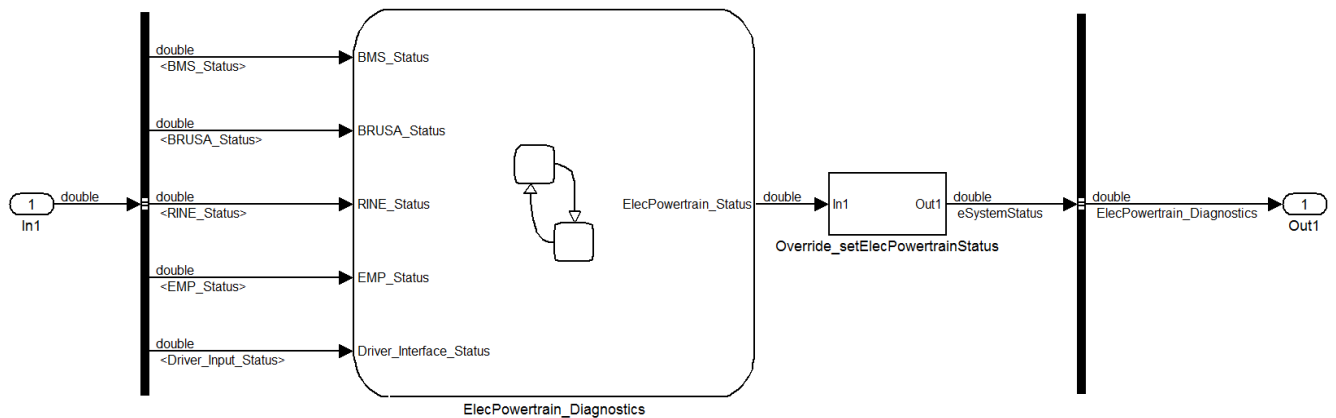 double
<BMS_Status>
BMS_Status
double
<BRUSA_Status>
BRUSA_Status
1
In1
double
double
<RINE_Status>
RINE_Status
ElecPowertrain_Status
double
In1
Out1
Override_setElecPowertrainStatus
double
eSystemStatus
double
ElecPowertrain_Diagnostics
1
Out1
double
<EMP_Status>
EMP_Status
double
<Driver_Input_Status>
Driver_Interface_Status
ElecPowertrain_Diagnostics